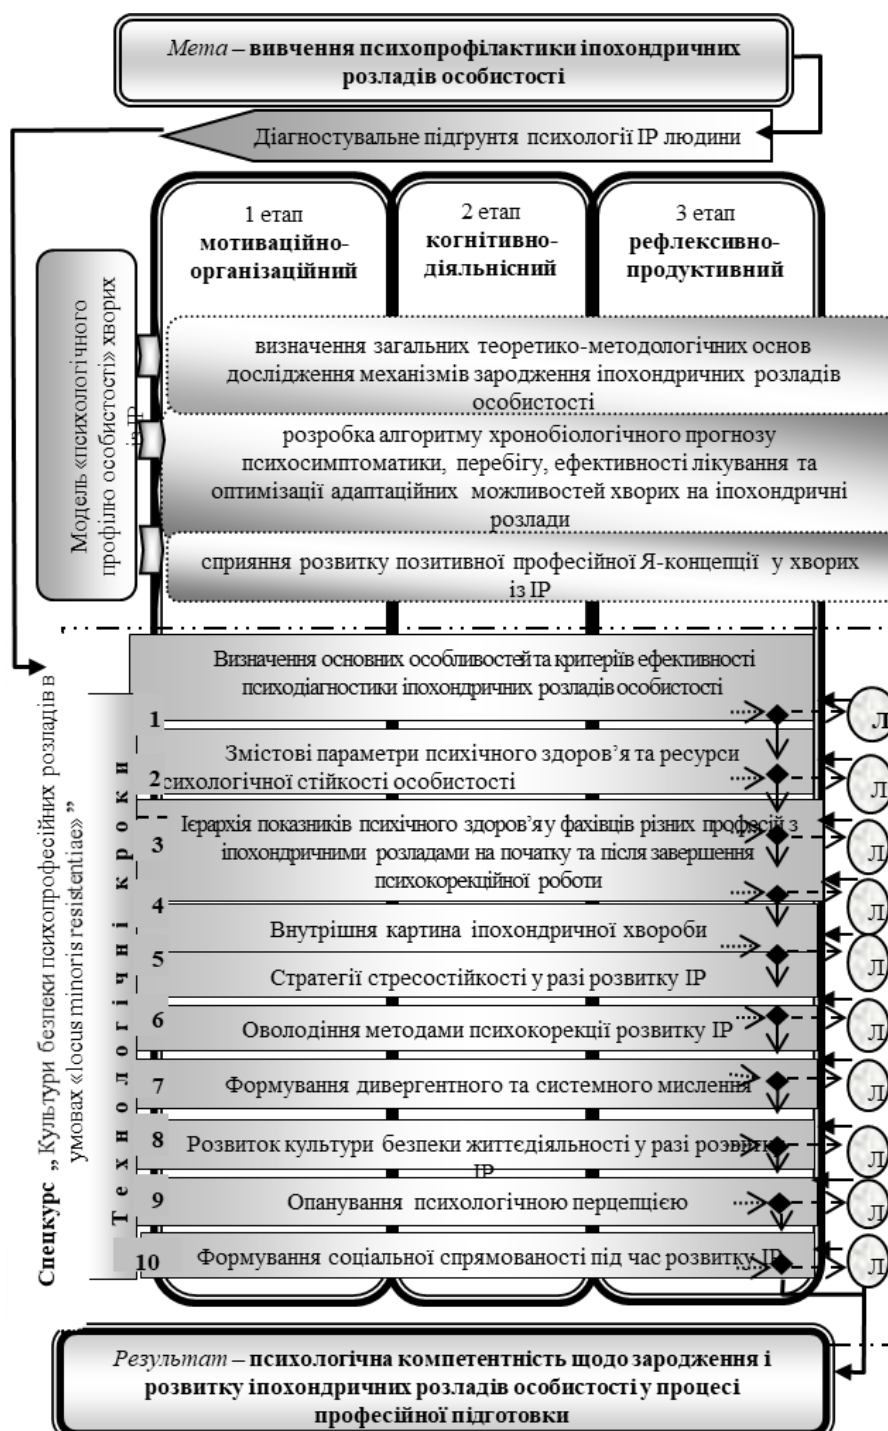 Мета – вивчення психопрофілактики іпохондричних
розладів особистості
Діагностувальне підґрунтя психології ІР людини
1 етап
мотиваційно-
організаційний
2 етап
когнітивно-
діяльнісний
3 етап
рефлексивно-
продуктивний
Модель «психологічного
профілю особистості» хворих
із ІР
визначення загальних теоретико-методологічних основ
дослідження механізмів зародження іпохондричних розладів
особистості
розробка алгоритму хронобіологічного прогнозу
психосимптоматики, перебігу, ефективності лікування та
оптимізації адаптаційних можливостей хворих на іпохондричні
розлади
сприяння розвитку позитивної професійної Я-концепції у хворих
із ІР
Спецкурс „ Культури безпеки психопрофесійних розладів в
умовах «locus minoris resistentiae» ”
Технологічні кроки
Визначення основних особливостей та критеріїв ефективності
психодіагностики іпохондричних розладів особистості
1
Л
Змістові параметри психічного здоров’я та ресурси
2
сихологічної стійкості особистості
Л
Ієрархія показників психічного здоров’я у фахівців різних професій з
3
іпохондричними розладами на початку та після завершення
психокорекційної роботи
Л
4
Л
Внутрішня картина іпохондричної хвороби
5
Л
Стратегії стресостійкості у разі розвитку ІР
6
Оволодіння методами психокорекції розвитку ІР
Л
7
Формування дивергентного та системного мислення
Л
8
Розвиток культури безпеки життєдіяльності у разі розвитку
ІР
Л
9
Опанування психологічною перцепцією
Л
10
Формування соціальної спрямованості під час розвитку ІР
Л
Результат – психологічна компетентність щодо зародження і
розвитку іпохондричних розладів особистості у процесі
професійної підготовки